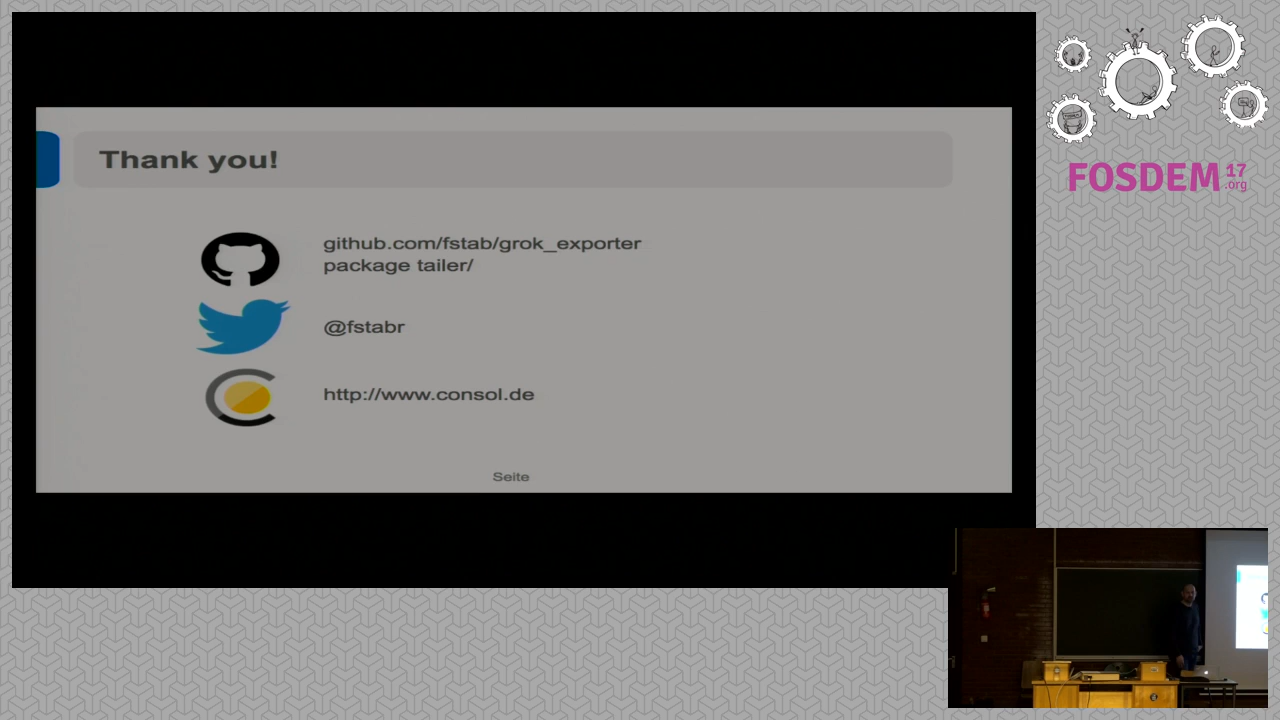 Thank you!
github.com/fstab/grok_exporter
package tailer/
@fstabr
http://www.consol.de
Seite
FOSDEM 17
.org